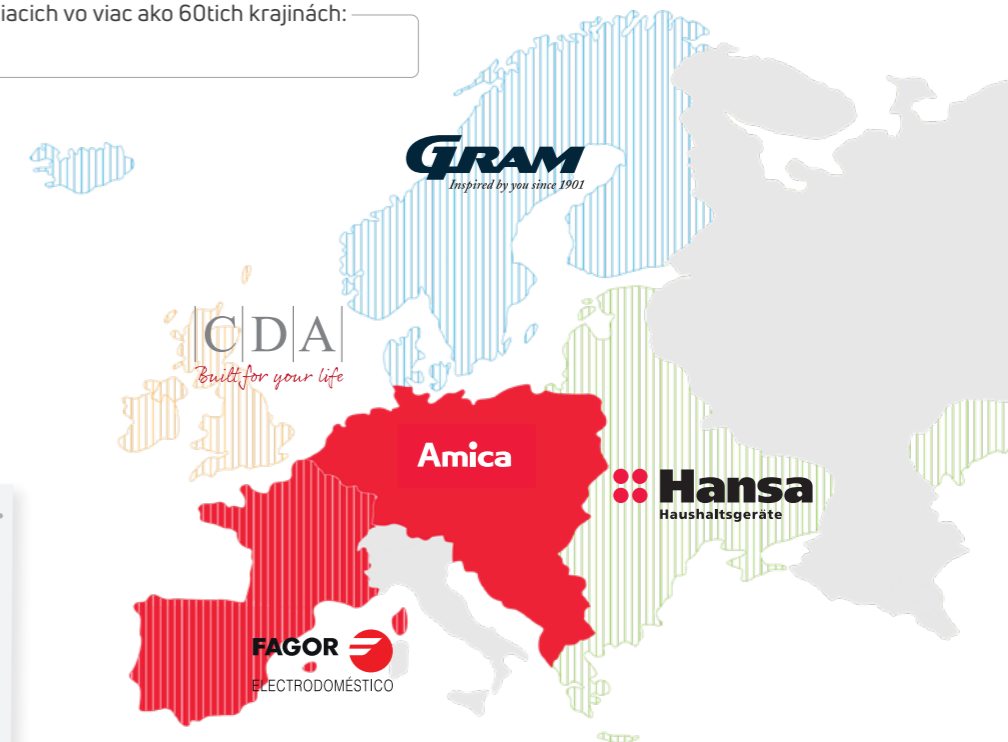 iacich vo viac ako 60tich krajinách:
GRAM
Inspired by you since 1901
|C|D|A|
Built for your life
Amica
Hansa
Haushaltsgeräte
FAGOR
ELECTRODOMÉSTICO